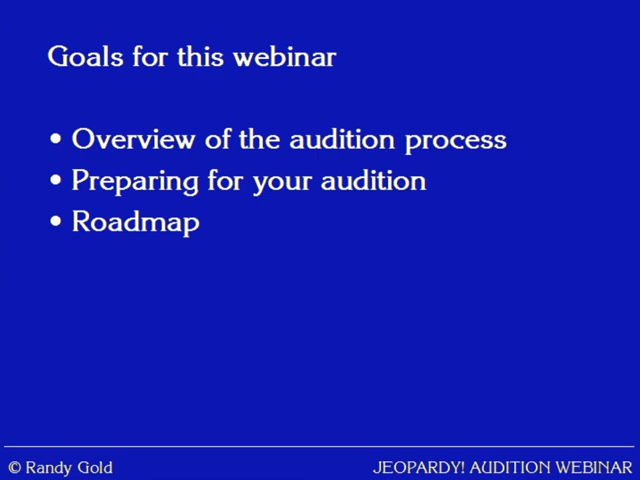 Goals for this webinar
• Overview of the audition process
• Preparing for your audition
• Roadmap
© Randy Gold
JEOPARDY! AUDITION WEBINAR